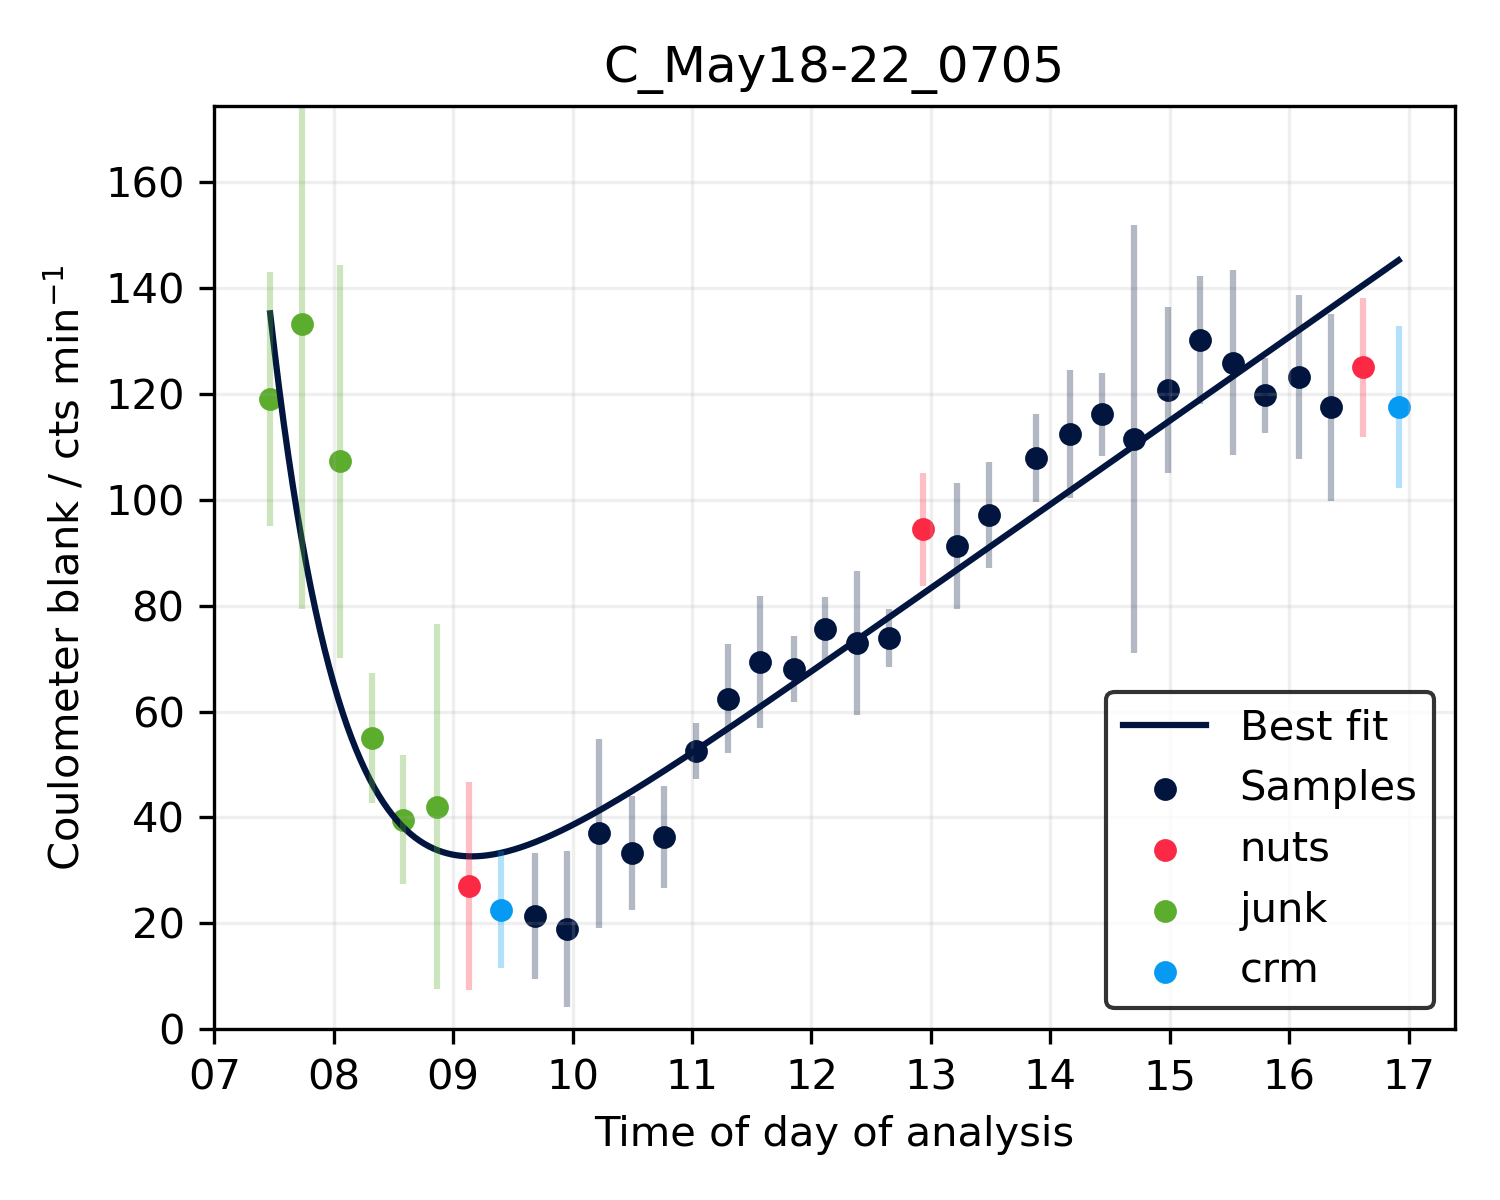 C_May18-22_0705
Coulometer blank / cts min⁻¹
160
140
120
100
80
60
40
20
0
07 08 09 10 11 12 13 14 15 16 17
Time of day of analysis
Best fit
Samples
nuts
junk
crm